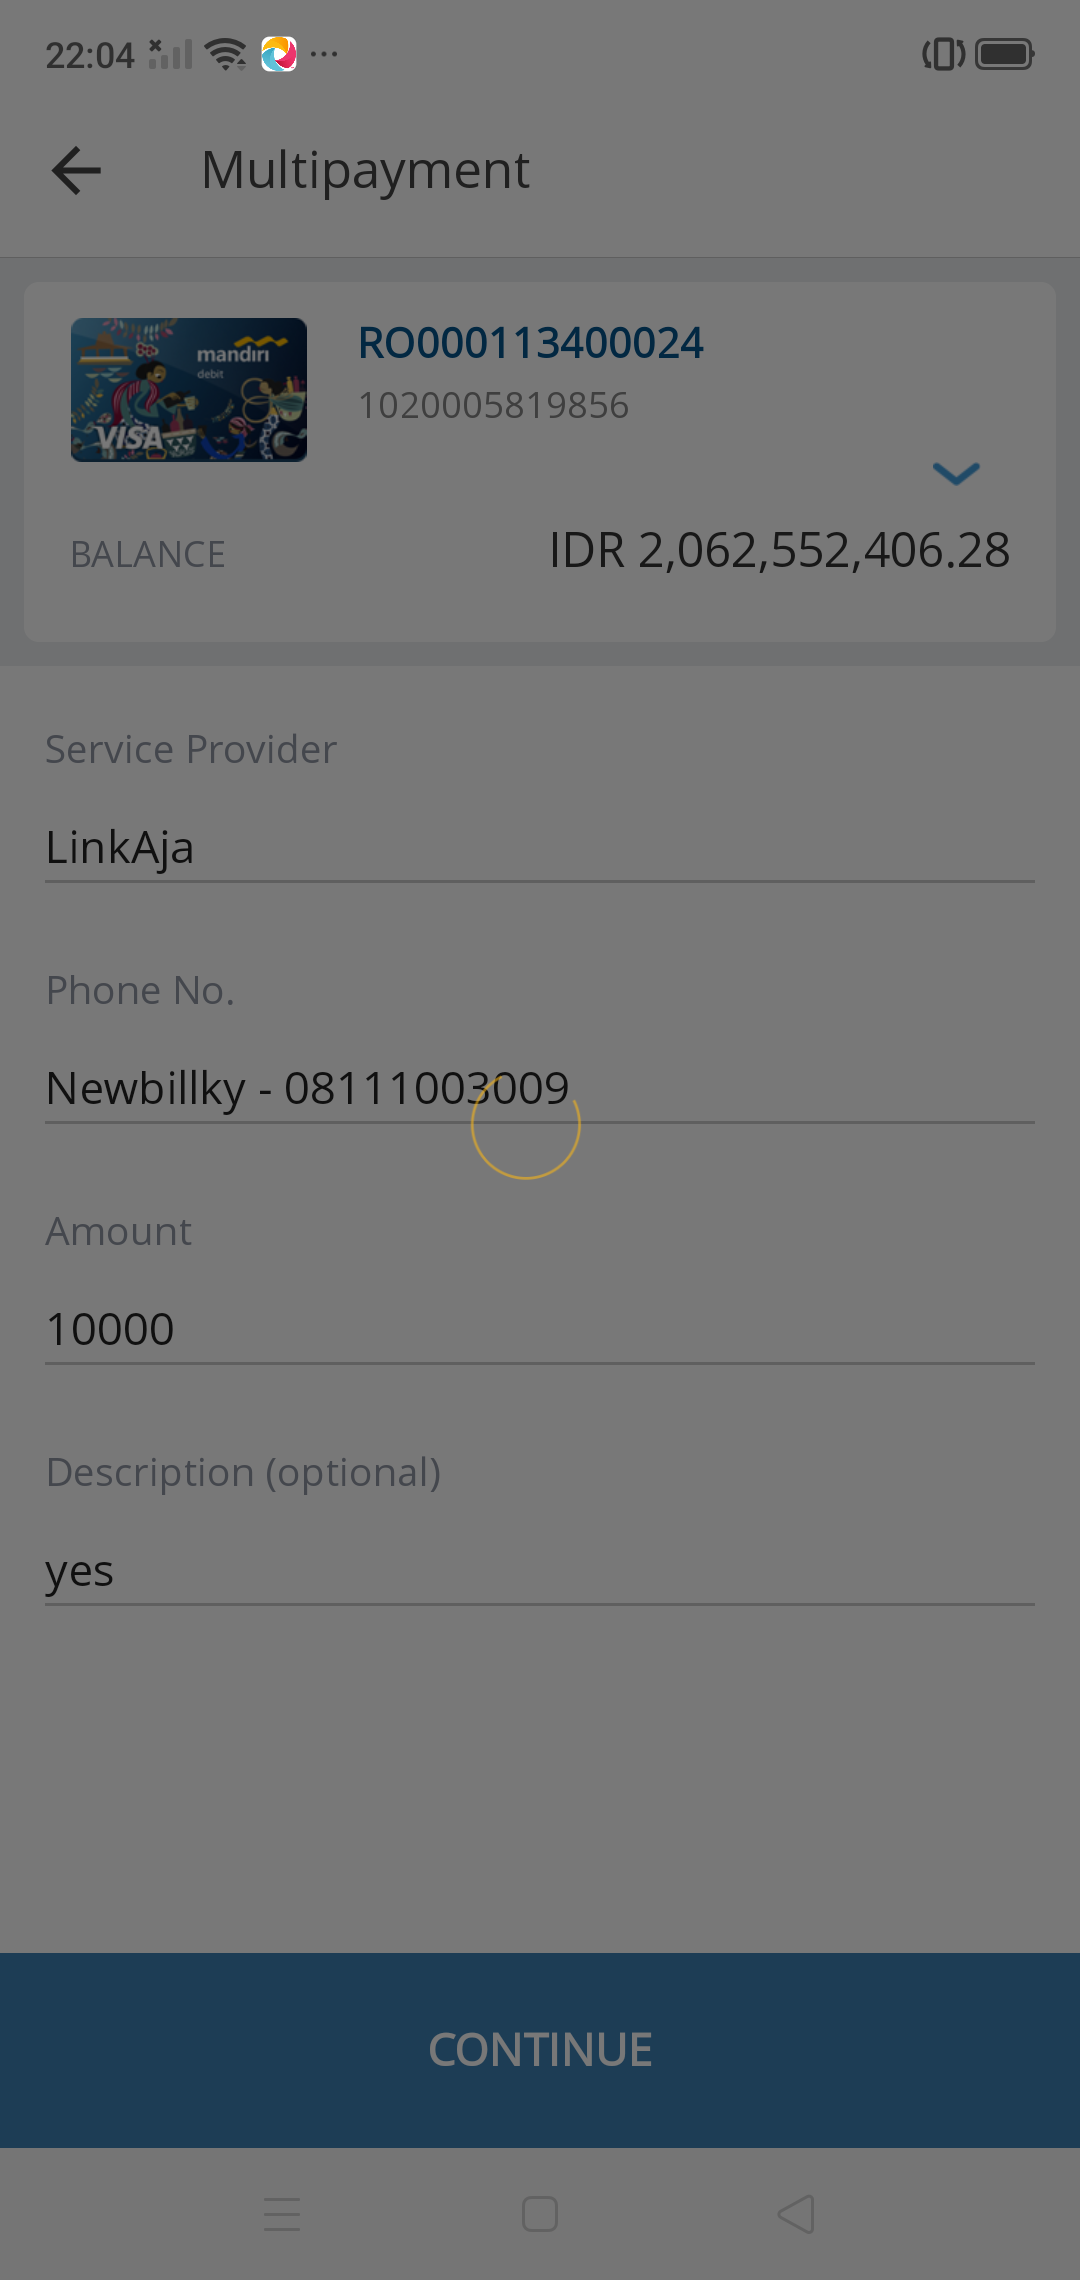 22:04
Multipayment
mandiri
debit
VISA
RO000113400024
1020005819856
BALANCE
IDR 2,062,552,406.28
Service Provider
LinkAja
Phone No.
Newbillky - 08111003009
Amount
10000
Description (optional)
yes
CONTINUE